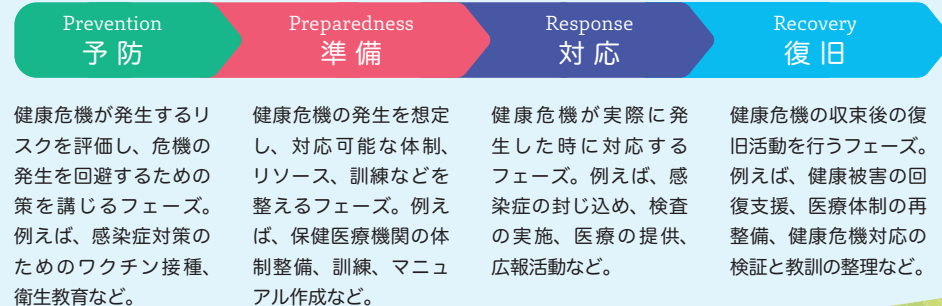 Prevention
予防
健康危機が発生するリ
スクを評価し、危機の
発生を回避するための
策を講じるフェーズ。
例えば、感染症対策の
ためのワクチン接種、
衛生教育など。
Preparedness
準備
健康危機の発生を想定
し、対応可能な体制、
リソース、訓練などを
整えるフェーズ。例え
ば、保健医療機関の体
制整備、訓練、マニュ
アル作成など。
Response
対応
健康危機が実際に発
生した時に対応する
フェーズ。例えば、感
染症の封じ込め、検査
の実施、医療の提供、
広報活動など。
Recovery
復旧
健康危機の収束後の復
旧活動を行うフェーズ。
例えば、健康被害の回
復支援、医療体制の再
整備、健康危機対応の
検証と教訓の整理など。